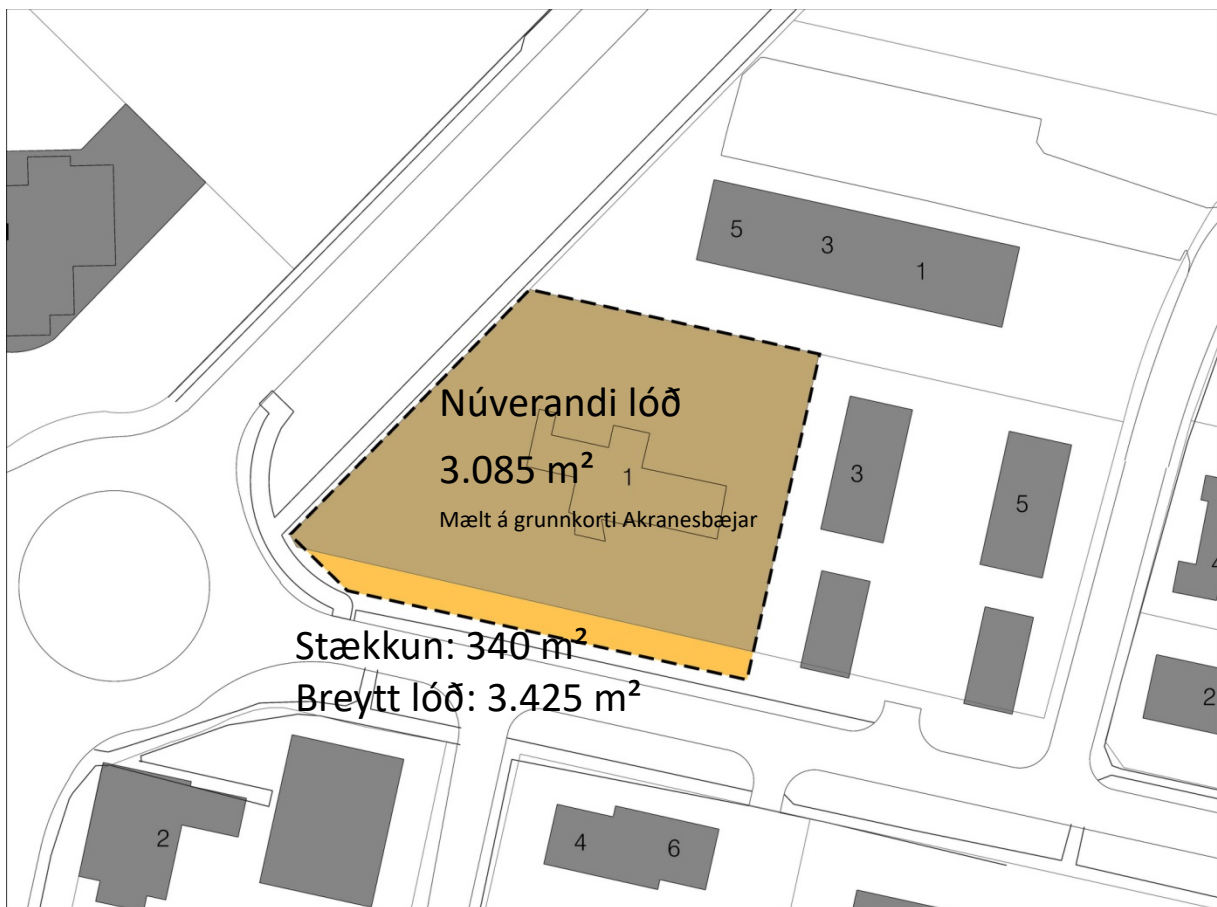 5
3
1
Núverandi lóð
3.085 m²
1
Mælt á grunnkorti Akranesbæjar
3
5
Stækkun: 340 m²
Breytt lóð: 3.425 m²
2
2
4
6